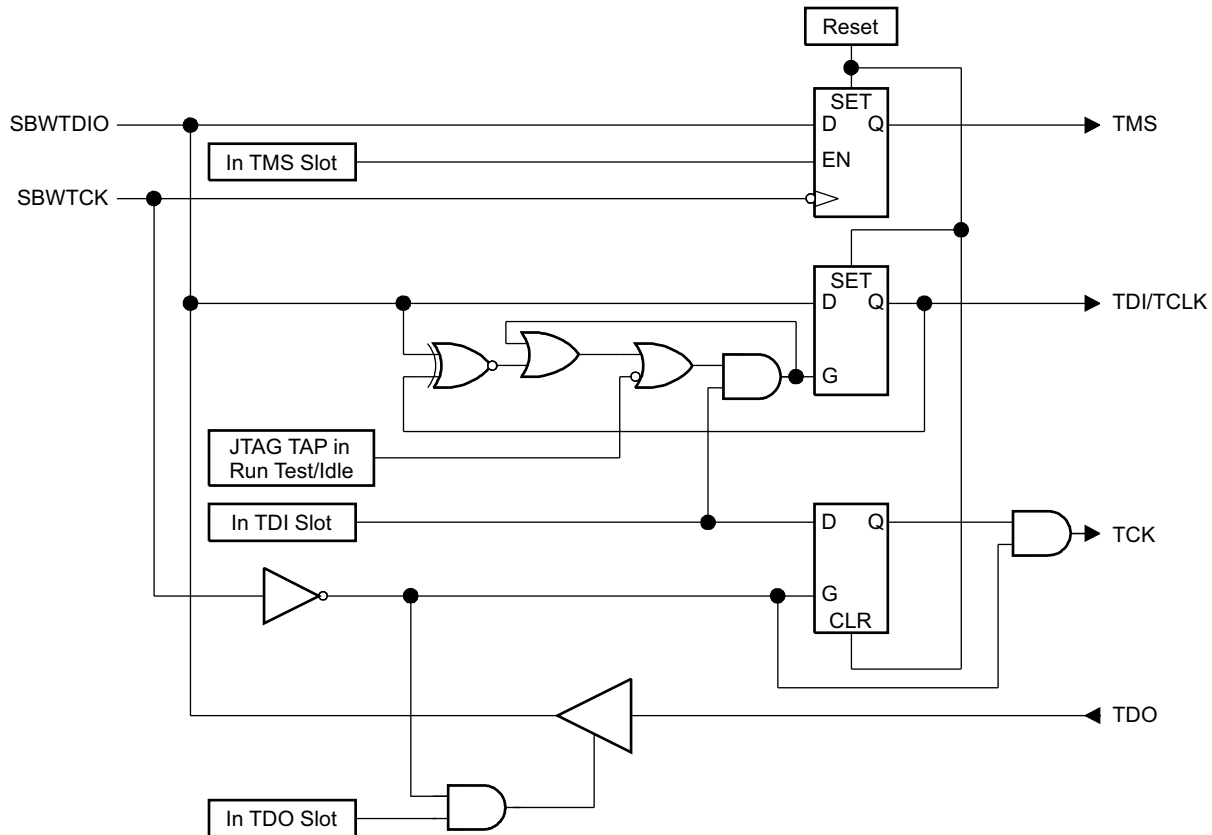 Reset
SET
SBWTDIO
D
Q
TMS
In TMS Slot
EN
SBWTCK
SET
D
Q
TDI/TCLK
G
JTAG TAP in
Run Test/Idle
In TDI Slot
D
Q
TCK
G
CLR
TDO
In TDO Slot